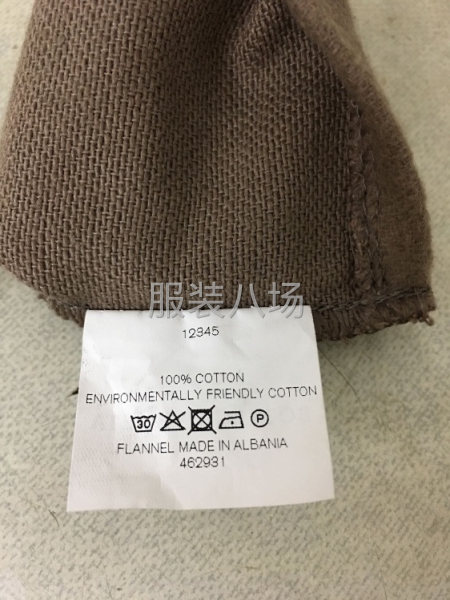 服装八场
12345
100% COTTON
ENVIRONMENTALLY FRIENDLY COTTON
30 P
FLANNEL MADE IN ALBANIA
462931